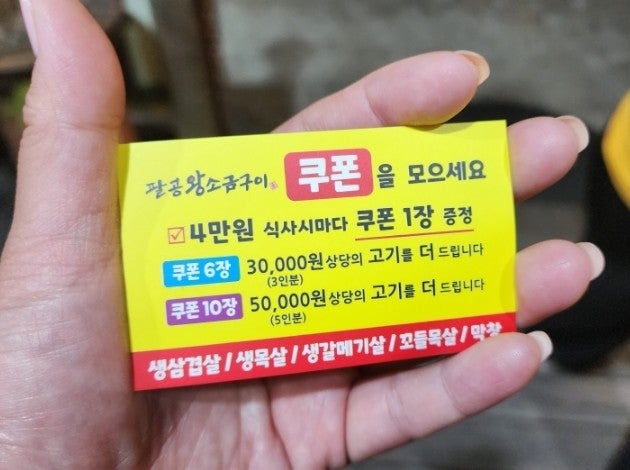 팔공왕소금구이 쿠폰을 모으세요
4만원 식사시마다 쿠폰 1장 증정
쿠폰 6장 30,000원상당의 고기를 더 드립니다
(3인분)
쿠폰 10장 50,000원상당의 고기를 더 드립니다
(5인분)
생삼겹살 / 생목살 / 생갈메기살 / 꼬들목살 / 막창